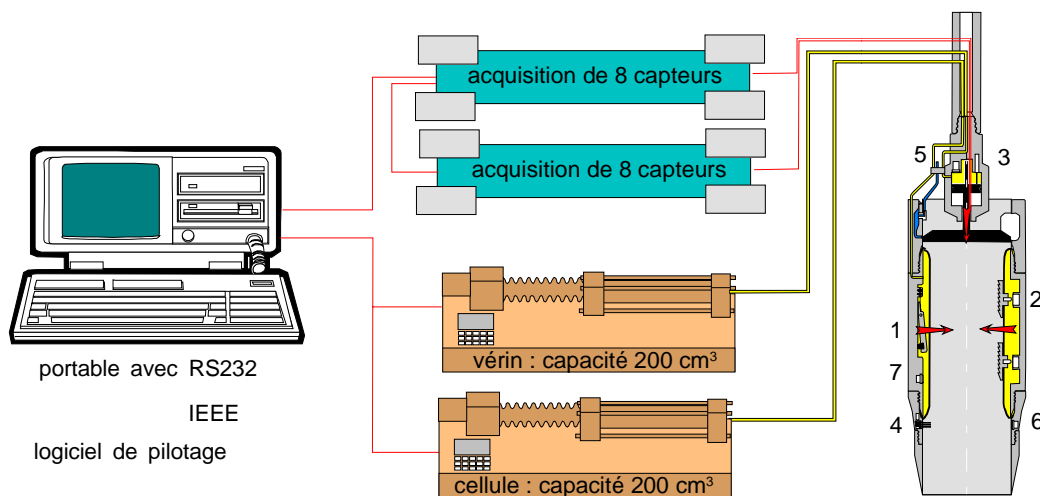 acquisition de 8 capteurs
acquisition de 8 capteurs
5
3
2
1
vérin : capacité 200 cm³
portable avec RS232
7
IEEE
4
6
logiciel de pilotage
cellule : capacité 200 cm³